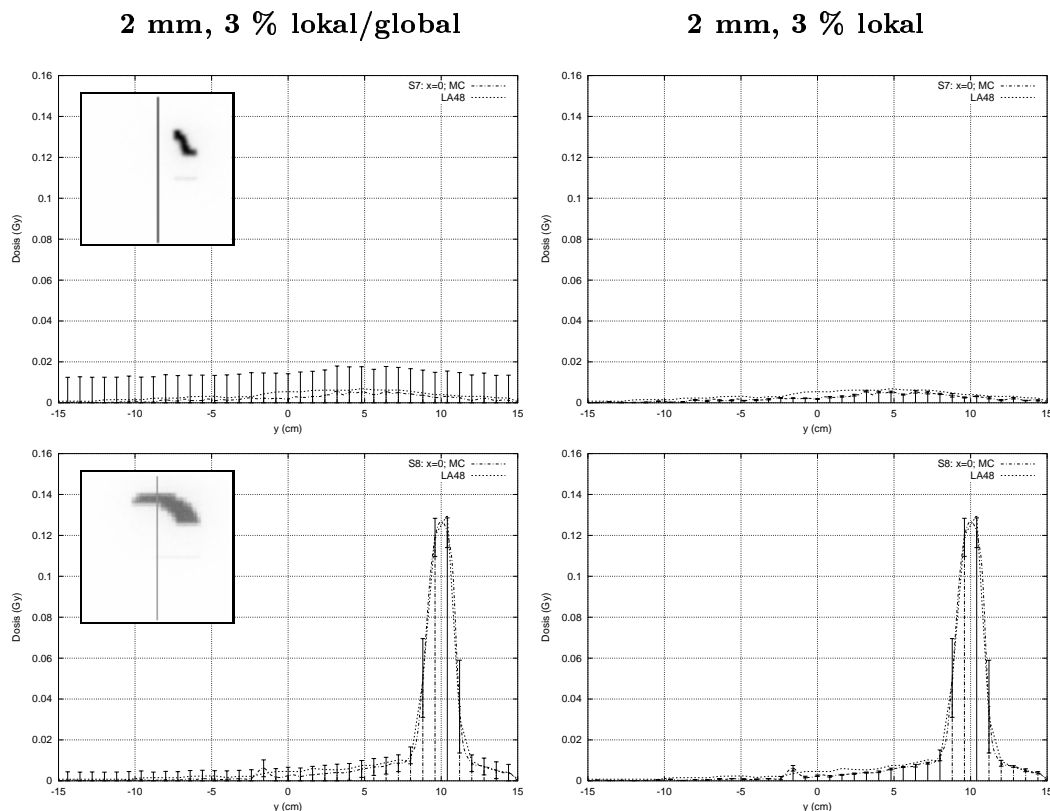 2 mm, 3 % lokal/global
2 mm, 3 % lokal
0.16
0.14
0.12
0.1
0.08
0.06
0.04
0.02
0
Dosis (Gy)
S7: x=0; MC
LA48
-15 -10 -5 0 5 10 15
y (cm)
0.16
0.14
0.12
0.1
0.08
0.06
0.04
0.02
0
Dosis (Gy)
S7: x=0; MC
LA48
-15 -10 -5 0 5 10 15
y (cm)
0.16
0.14
0.12
0.1
0.08
0.06
0.04
0.02
0
Dosis (Gy)
S8: x=0; MC
LA48
-15 -10 -5 0 5 10 15
y (cm)
0.16
0.14
0.12
0.1
0.08
0.06
0.04
0.02
0
Dosis (Gy)
S8: x=0; MC
LA48
-15 -10 -5 0 5 10 15
y (cm)